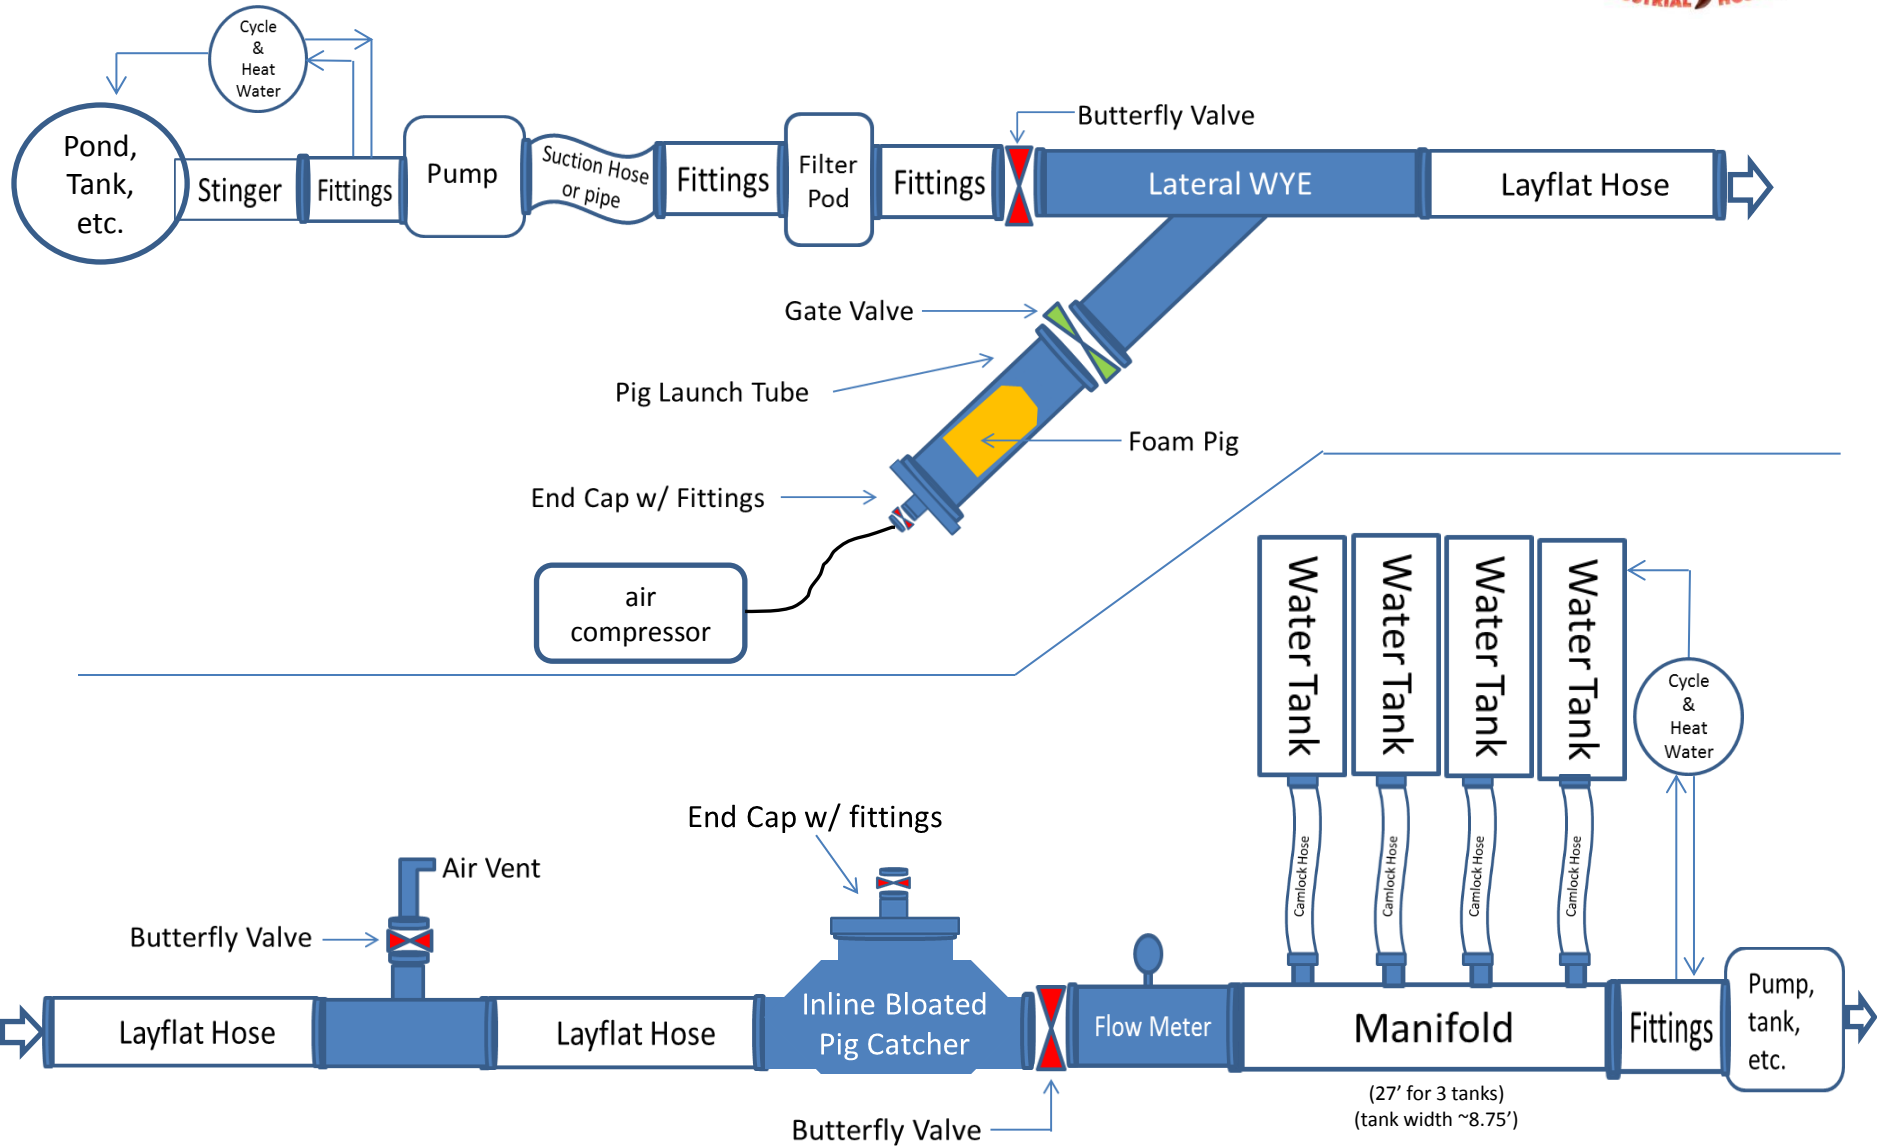 Cycle
&
Heat
Water
Pond,
Tank,
etc.
Stinger
Fittings
Pump
Suction Hose
or pipe
Fittings
Filter
Pod
Fittings
Butterfly Valve
Lateral WYE
Layflat Hose
Gate Valve
Pig Launch Tube
Foam Pig
End Cap w/ Fittings
air
compressor
Water Tank
Water Tank
Water Tank
Water Tank
Cycle
&
Heat
Water
Camlock Hose
Camlock Hose
Camlock Hose
Camlock Hose
End Cap w/ fittings
Air Vent
Butterfly Valve
Layflat Hose
Layflat Hose
Inline Bloated
Pig Catcher
Flow Meter
Manifold
Fittings
Pump,
tank,
etc.
(27’ for 3 tanks)
(tank width ~8.75’)
Butterfly Valve